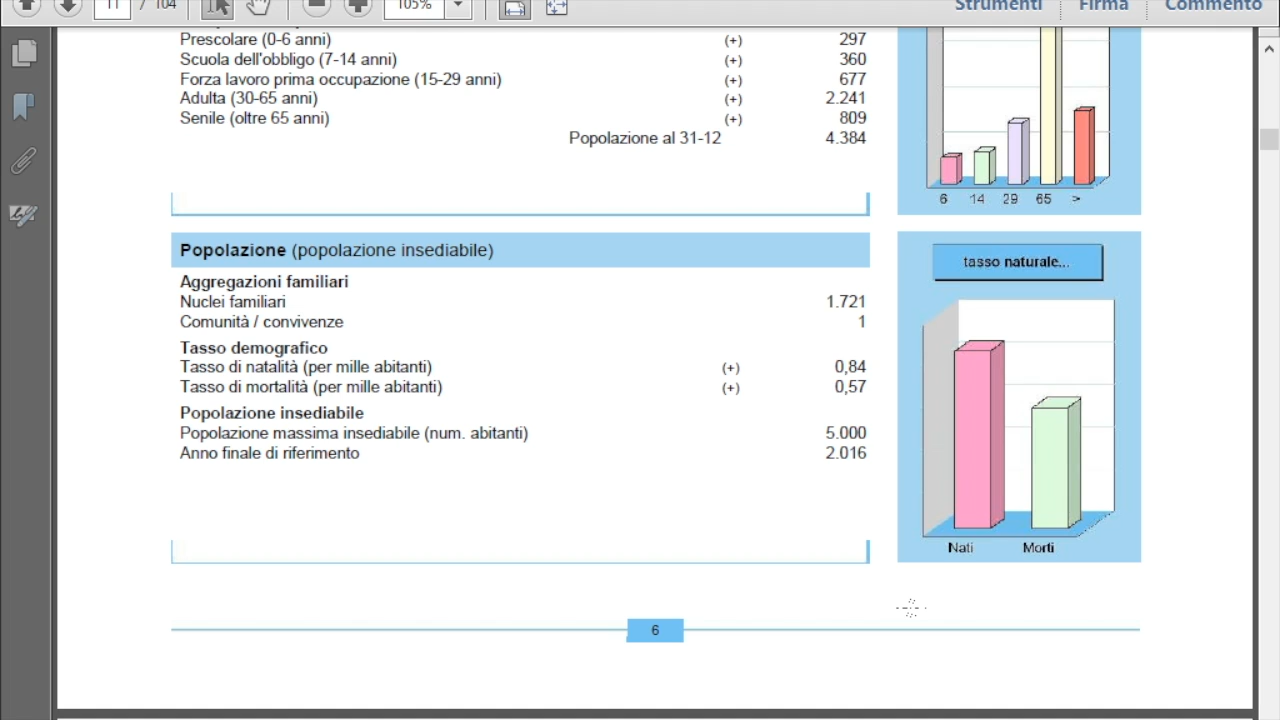 11 / 104 105% Strumenti Firma Commento
Prescolare (0-6 anni) (+) 297
Scuola dell'obbligo (7-14 anni) (+) 360
Forza lavoro prima occupazione (15-29 anni) (+) 677
Adulta (30-65 anni) (+) 2.241
Senile (oltre 65 anni) (+) 809
Popolazione al 31-12 4.384
6 14 29 65 >
Popolazione (popolazione insediabile)
Aggregazioni familiari
Nuclei familiari 1.721
Comunità / convivenze 1
Tasso demografico
Tasso di natalità (per mille abitanti) (+) 0,84
Tasso di mortalità (per mille abitanti) (+) 0,57
Popolazione insediabile
Popolazione massima insediabile (num. abitanti) 5.000
Anno finale di riferimento 2.016
tasso naturale...
Nati Morti
6